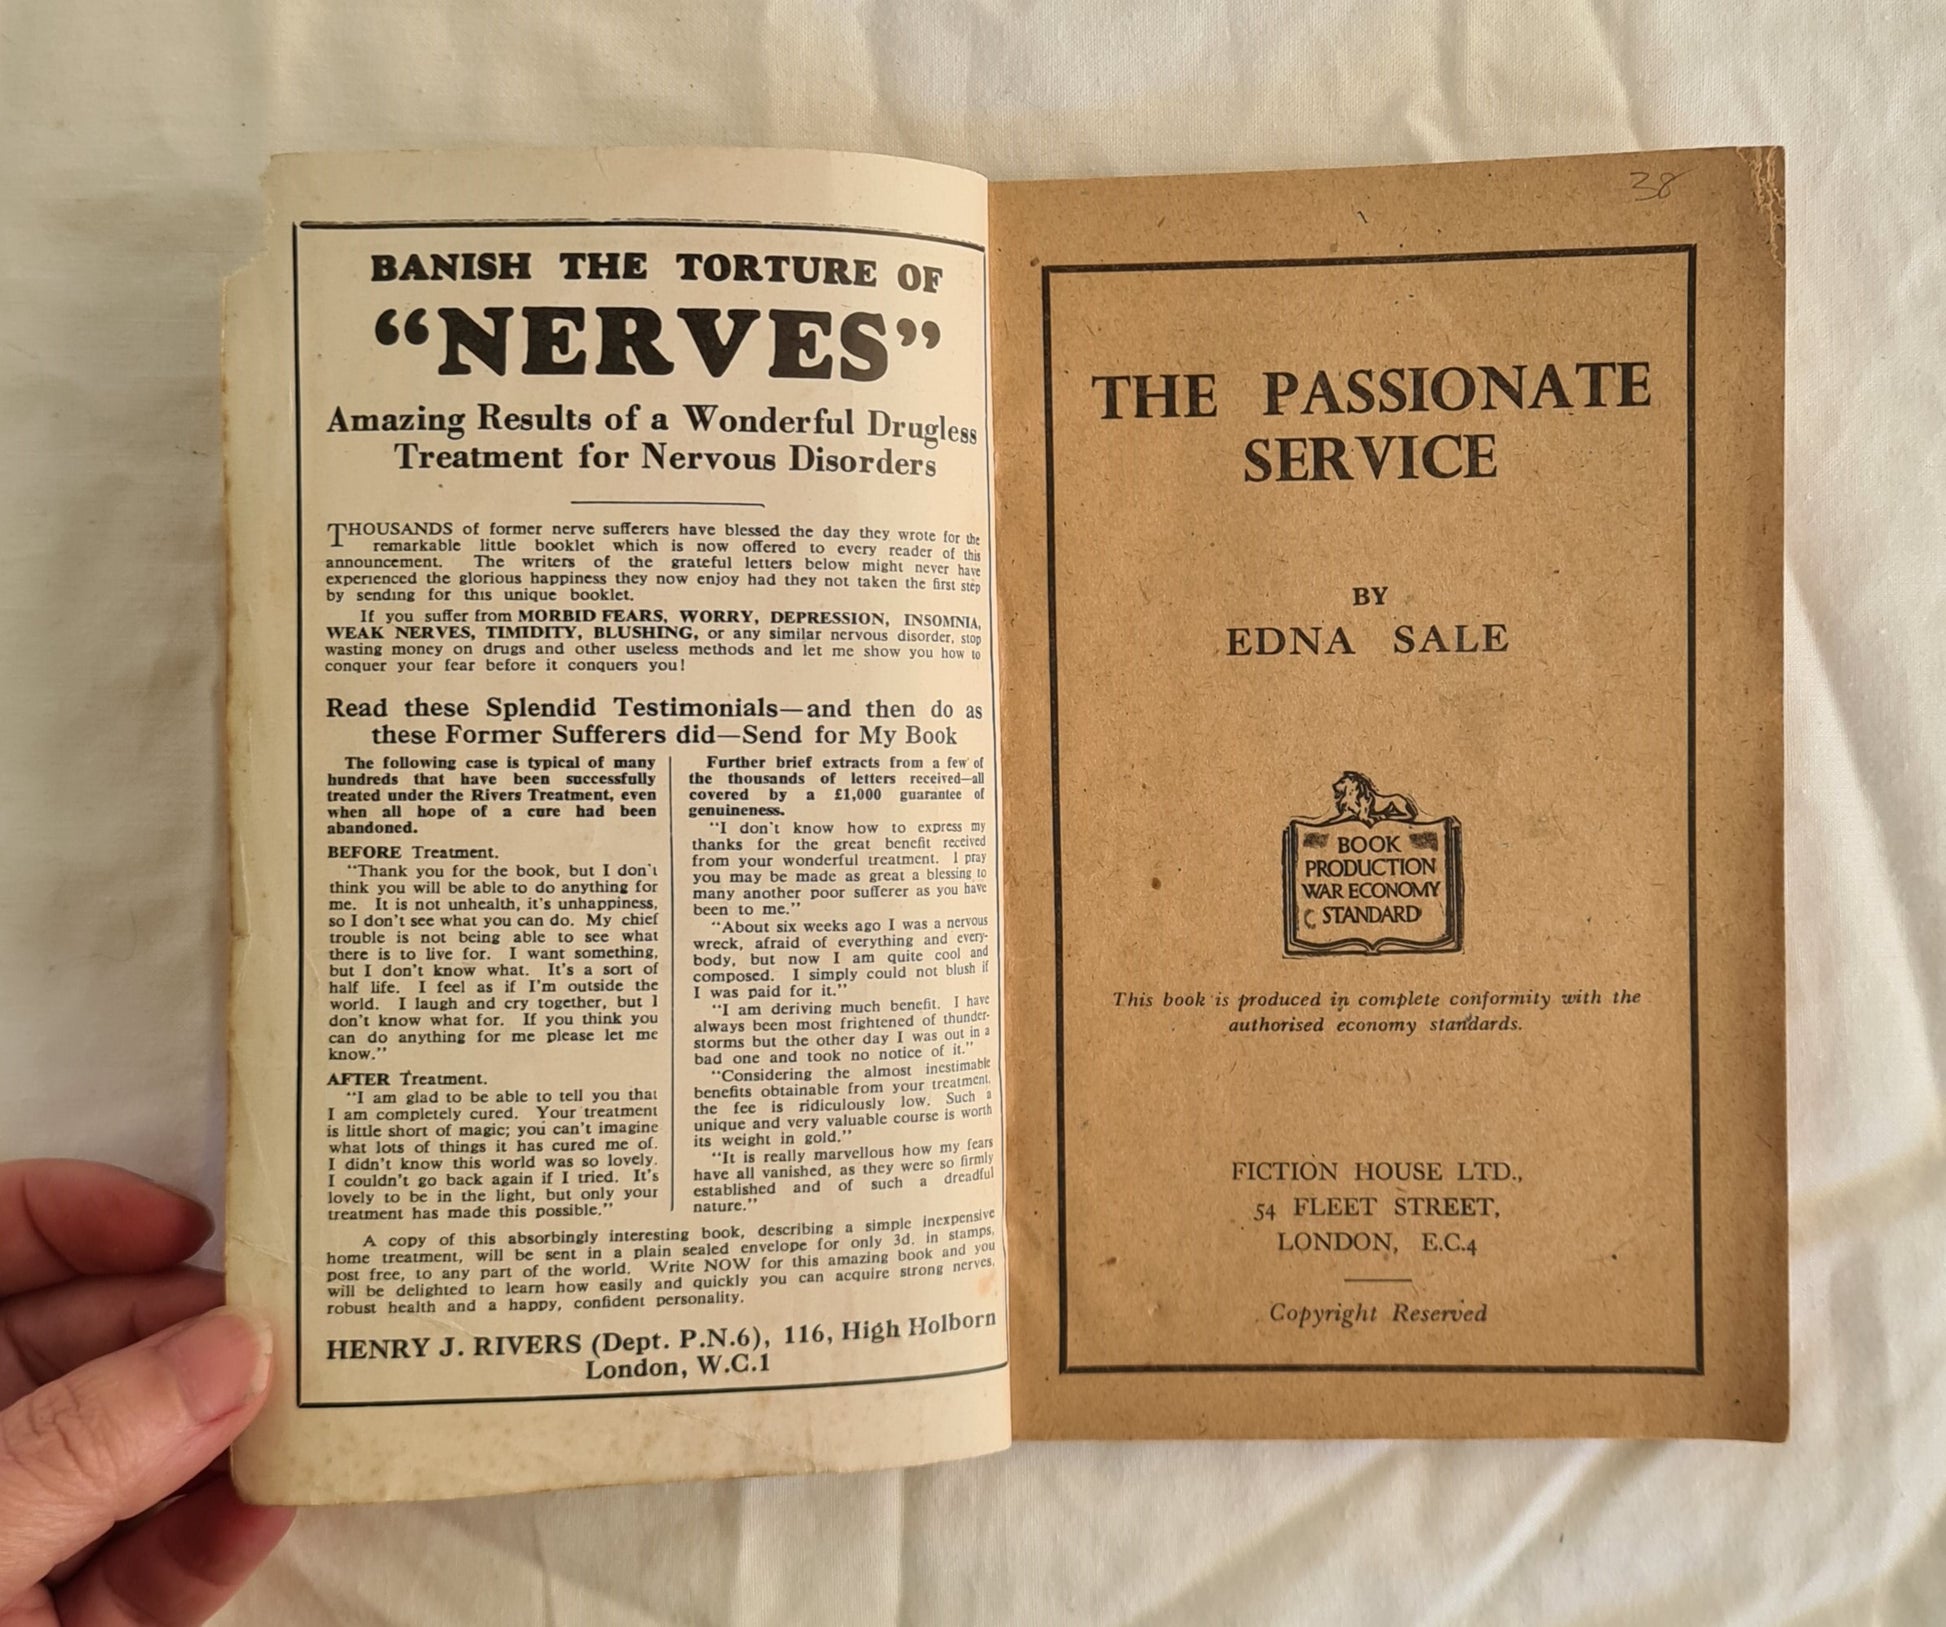 BANISH THE TORTURE OF
“NERVES”
Amazing Results of a Wonderful Drugless
Treatment for Nervous Disorders
THOUSANDS of former nerve sufferers have blessed the day they wrote for the
remarkable little booklet which is now offered to every reader of this
announcement. The writers of the grateful letters below might never have
experienced the glorious happiness they now enjoy had they not taken the first step
by sending for this unique booklet.
If you suffer from MORBID FEARS, WORRY, DEPRESSION, INSOMNIA,
WEAK NERVES, TIMIDITY, BLUSHING, or any similar nervous disorder, stop
wasting money on drugs and other useless methods and let me show you how to
conquer your fear before it conquers you!
Read these Splendid Testimonials—and then do as
these Former Sufferers did—Send for My Book
The following case is typical of many
hundreds that have been successfully
treated under the Rivers Treatment, even
when all hope of a cure had been
abandoned.
BEFORE Treatment.
“Thank you for the book, but I don't
think you will be able to do anything for
me. It is not unhealth, it's unhappiness,
so I don't see what you can do. My chief
trouble is not being able to see what
there is to live for. I want something,
but I don't know what. It's a sort of
half life. I feel as if I'm outside the
world. I laugh and cry together, but I
don't know what for. If you think you
can do anything for me please let me
know.”
AFTER Treatment.
“I am glad to be able to tell you that
I am completely cured. Your treatment
is little short of magic; you can't imagine
what lots of things it has cured me of.
I didn't know this world was so lovely.
I couldn't go back again if I tried. It's
lovely to be in the light, but only your
treatment has made this possible.”
Further brief extracts from a few of
the thousands of letters received—all
covered by a £1,000 guarantee of
genuineness.
“I don't know how to express my
thanks for the great benefit received
from your wonderful treatment. I pray
you may be made as great a blessing to
many another poor sufferer as you have
been to me.”
“About six weeks ago I was a nervous
wreck, afraid of everything and every-
body, but now I am quite cool and
composed. I simply could not blush if
I was paid for it.”
“I am deriving much benefit. I have
always been most frightened of thunder-
storms but the other day I was out in a
bad one and took no notice of it.”
“Considering the almost inestimable
benefits obtainable from your treatment,
the fee is ridiculously low. Such a
unique and very valuable course is worth
its weight in gold.”
“It is really marvellous how my fears
have all vanished, as they were so firmly
established and of such a dreadful
nature.”
A copy of this absorbingly interesting book, describing a simple inexpensive
home treatment, will be sent in a plain sealed envelope for only 3d. in stamps,
post free, to any part of the world. Write NOW for this amazing book and you
will be delighted to learn how easily and quickly you can acquire strong nerves,
robust health and a happy, confident personality.
HENRY J. RIVERS (Dept. P.N.6), 116, High Holborn
London, W.C.1
38
THE PASSIONATE
SERVICE
BY
EDNA SALE
BOOK
PRODUCTION
WAR ECONOMY
STANDARD
This book is produced in complete conformity with the
authorised economy standards.
FICTION HOUSE LTD.,
54 FLEET STREET,
LONDON, E.C.4
Copyright Reserved